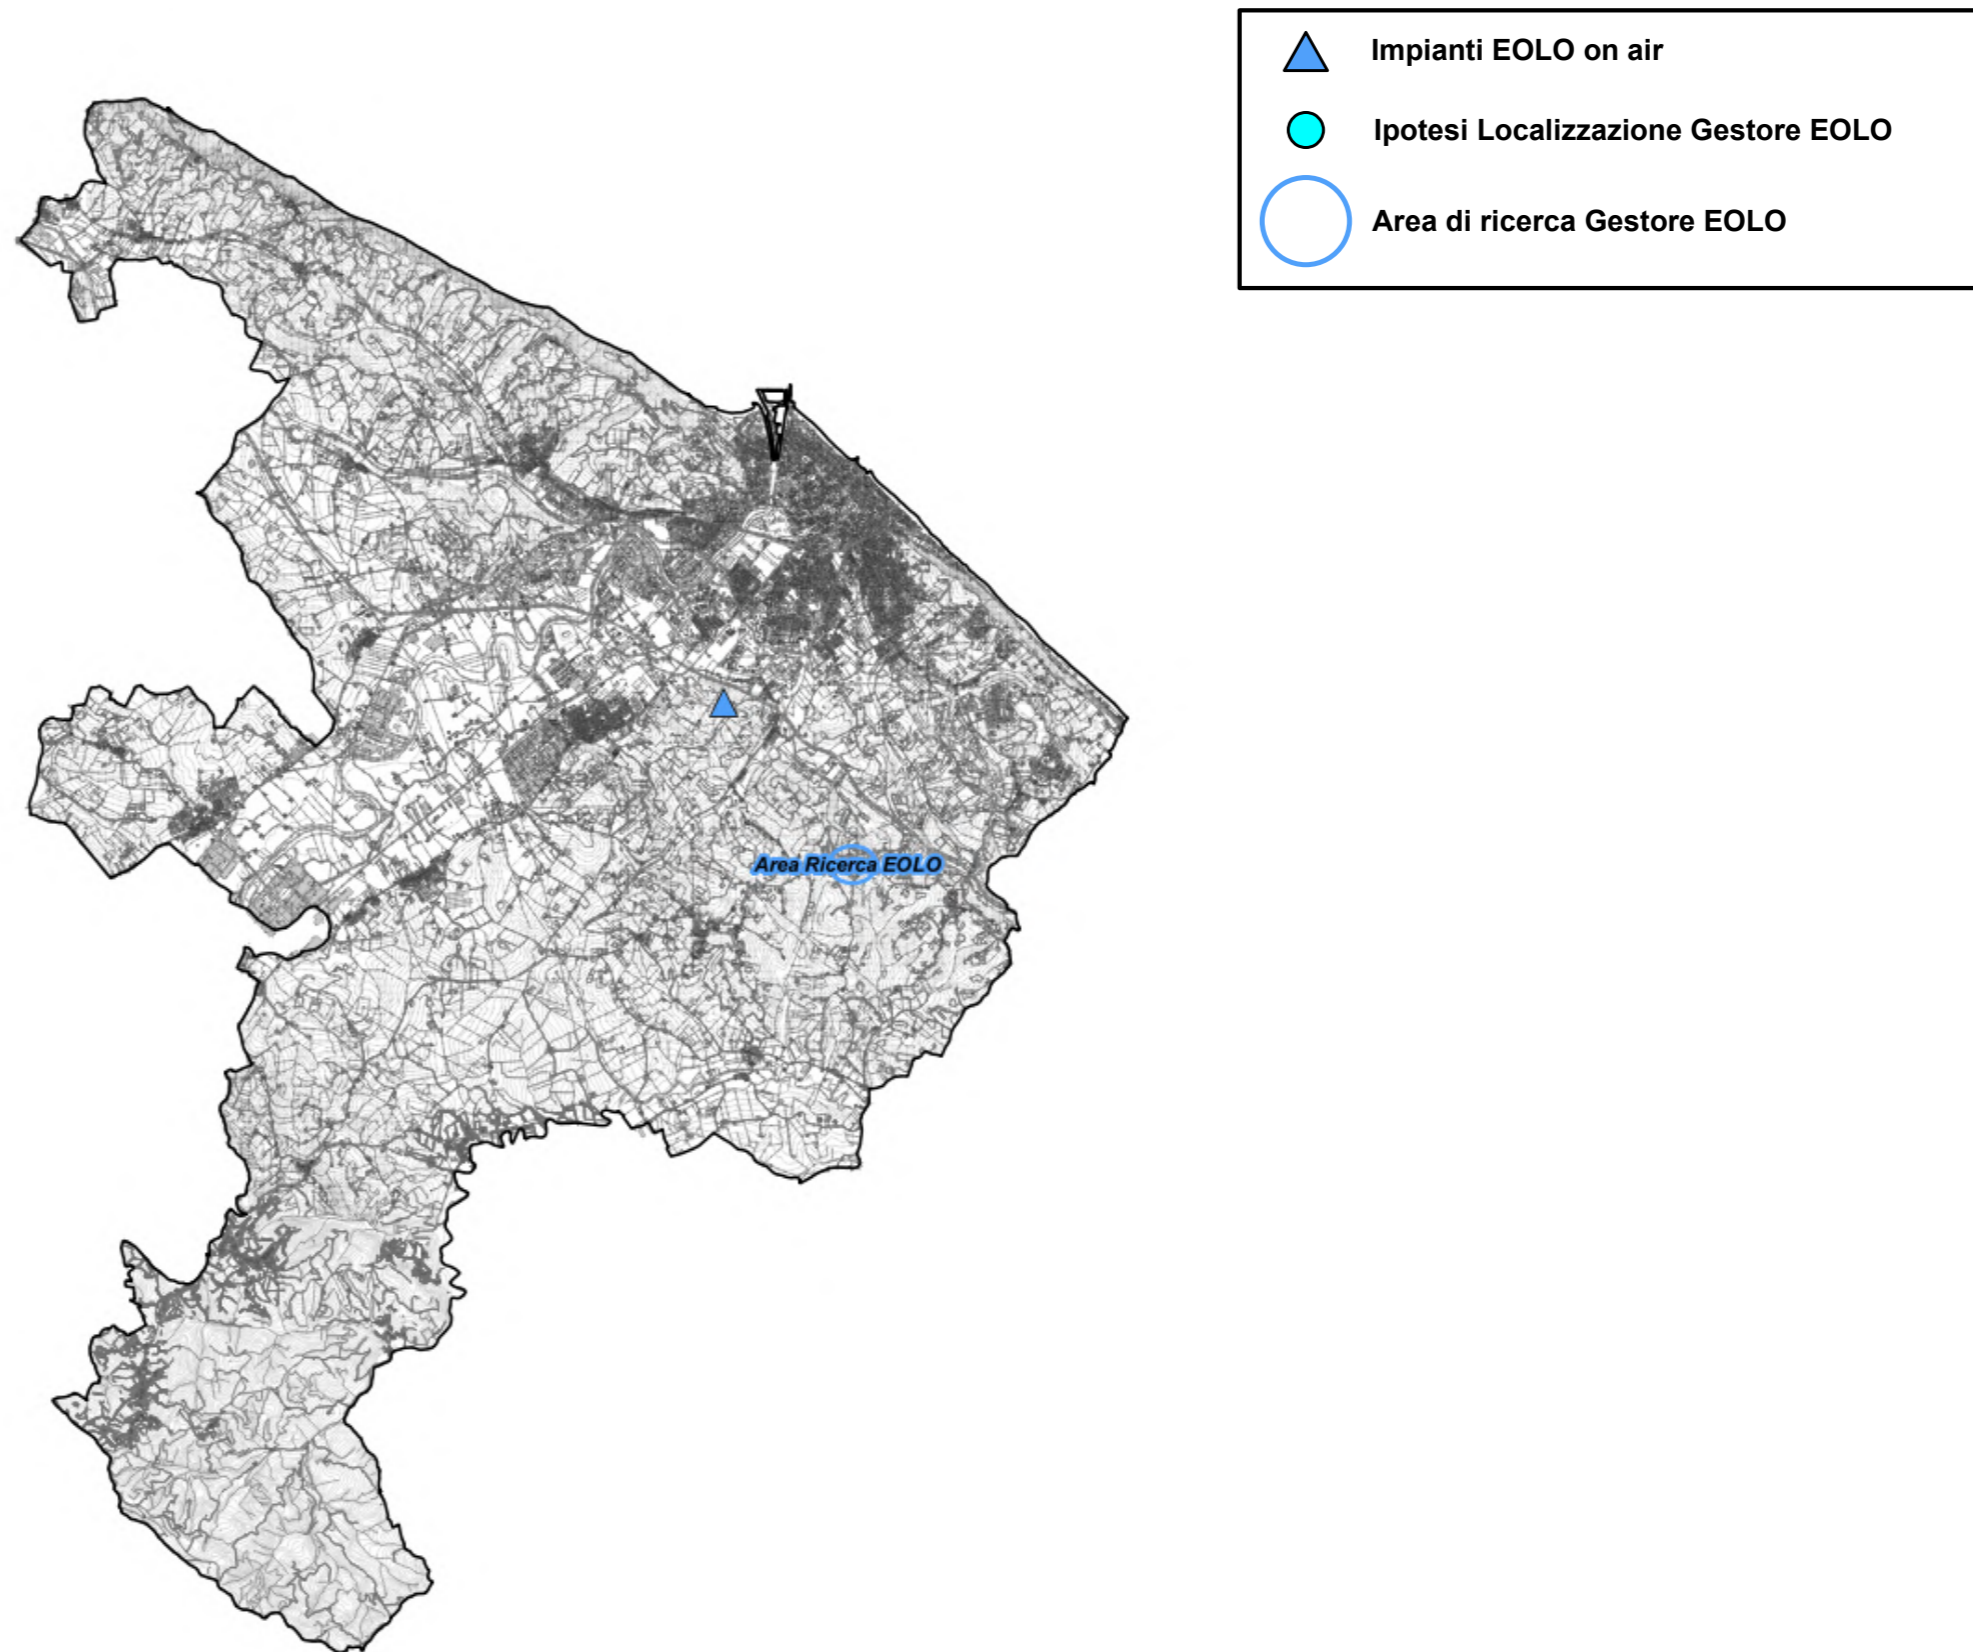 Impianti EOLO on air
Ipotesi Localizzazione Gestore EOLO
Area di ricerca Gestore EOLO
Area Ricerca EOLO